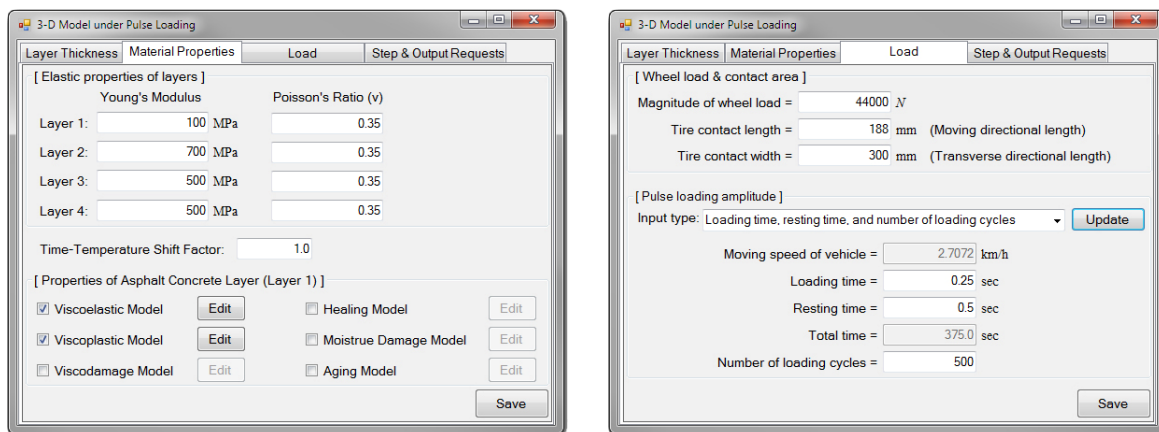 3-D Model under Pulse Loading
Layer Thickness Material Properties Load Step & Output Requests
[ Elastic properties of layers ]
Young's Modulus Poisson's Ratio (v)
Layer 1: 100 MPa 0.35
Layer 2: 700 MPa 0.35
Layer 3: 500 MPa 0.35
Layer 4: 500 MPa 0.35
Time-Temperature Shift Factor: 1.0
[ Properties of Asphalt Concrete Layer (Layer 1) ]
Viscoelastic Model Edit Healing Model Edit
Viscoplastic Model Edit Moistrue Damage Model Edit
Viscodamage Model Edit Aging Model Edit
Save
3-D Model under Pulse Loading
Layer Thickness Material Properties Load Step & Output Requests
[ Wheel load & contact area ]
Magnitude of wheel load = 44000 N
Tire contact length = 188 mm (Moving directional length)
Tire contact width = 300 mm (Transverse directional length)
[ Pulse loading amplitude ]
Input type: Loading time, resting time, and number of loading cycles Update
Moving speed of vehicle = 2.7072 km/h
Loading time = 0.25 sec
Resting time = 0.5 sec
Total time = 375.0 sec
Number of loading cycles = 500
Save